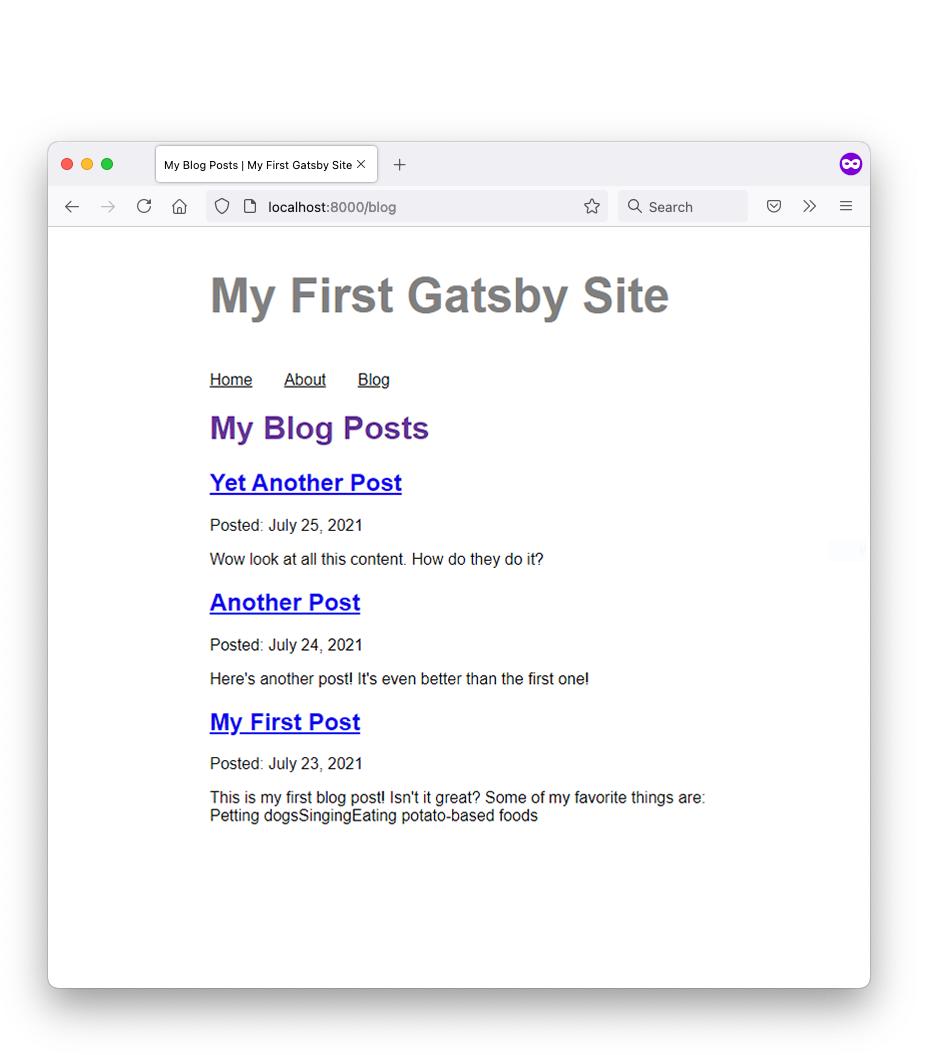 My Blog Posts | My First Gatsby Site
localhost:8000/blog
Search
My First Gatsby Site
Home About Blog
My Blog Posts
Yet Another Post
Posted: July 25, 2021
Wow look at all this content. How do they do it?
Another Post
Posted: July 24, 2021
Here's another post! It's even better than the first one!
My First Post
Posted: July 23, 2021
This is my first blog post! Isn't it great? Some of my favorite things are:
Petting dogsSingingEating potato-based foods